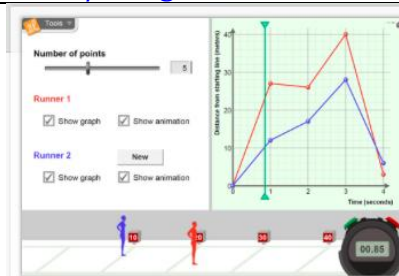 Tools
Number of points
5
Runner 1
Show graph
Show animation
Runner 2
New
Show graph
Show animation
Distance from starting line (meters)
40
30
20
10
0
0
1
2
3
4
Time (seconds)
10
20
30
40
00.85